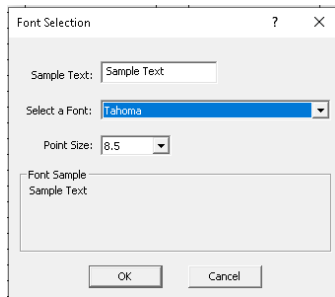 Font Selection ? ×
Sample Text: Sample Text
Select a Font: Tahoma
Point Size: 8.5
Font Sample
Sample Text
OK Cancel